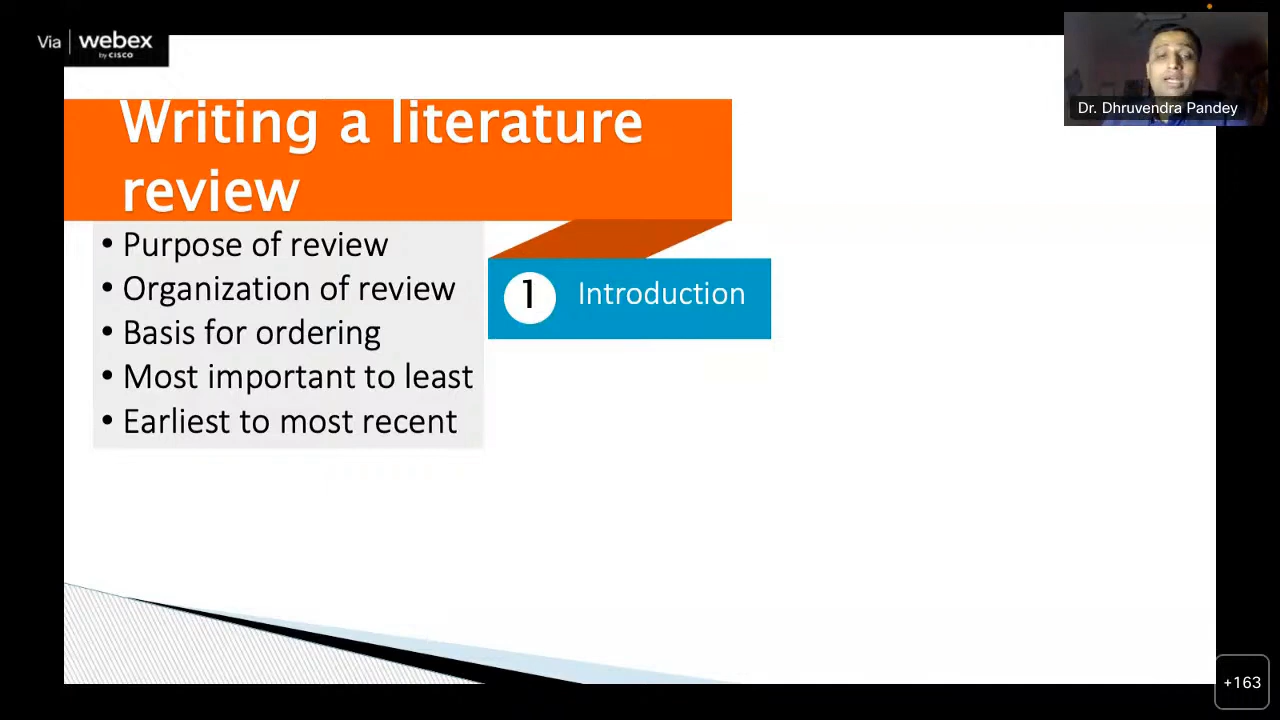 Via webex
by CISCO
Dr. Dhruvendra Pandey
Writing a literature
review
• Purpose of review
• Organization of review
• Basis for ordering
• Most important to least
• Earliest to most recent
1 Introduction
+163